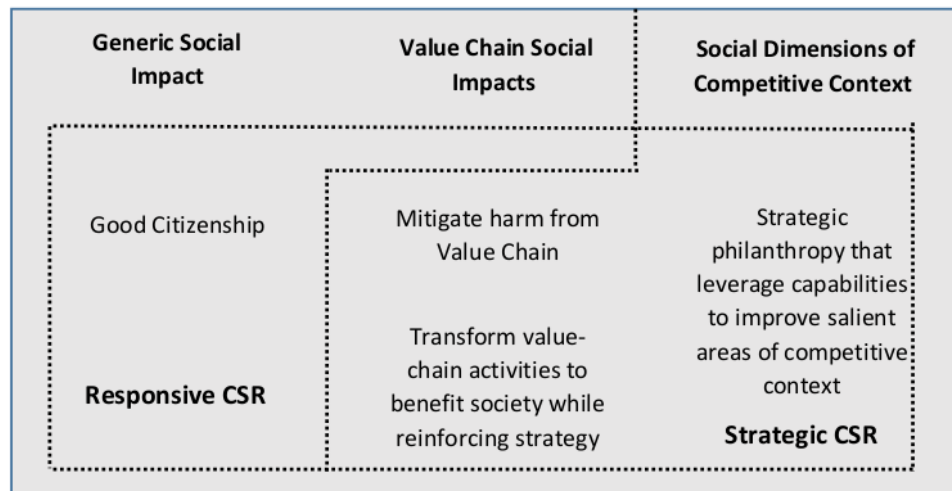 Generic Social
Impact
Value Chain Social
Impacts
Social Dimensions of
Competitive Context
Good Citizenship
Responsive CSR
Mitigate harm from
Value Chain
Transform value-
chain activities to
benefit society while
reinforcing strategy
Strategic
philanthropy that
leverage capabilities
to improve salient
areas of competitive
context
Strategic CSR